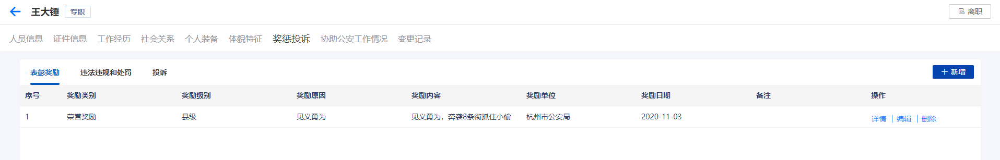 王大锤 专职 离职
人员信息 证件信息 工作经历 社会关系 个人装备 体貌特征 奖惩投诉 协助公安工作情况 变更记录
表彰奖励 违法违规和处罚 投诉 + 新增
序号 奖励类别 奖励级别 奖励原因 奖励内容 奖励单位 奖励日期 备注 操作
1 荣誉奖励 县级 见义勇为 见义勇为，奔袭8条街抓住小偷 杭州市公安局 2020-11-03 详情 | 编辑 | 删除